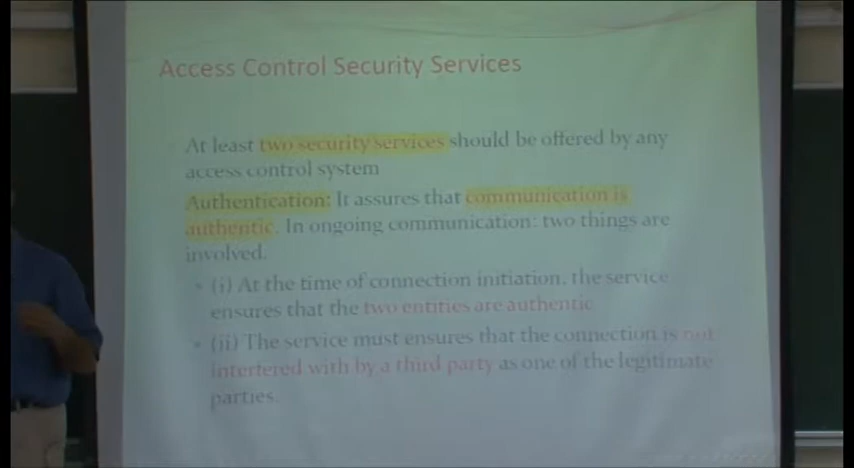 Access Control Security Services
At least two security services should be offered by any
access control system
Authentication: It assures that communication is
authentic. In ongoing communication: two things are
involved.
(i) At the time of connection initiation, the service
ensures that the two entities are authentic
(ii) The service must ensures that the connection is not
interfered with by a third party as one of the legitimate
parties.